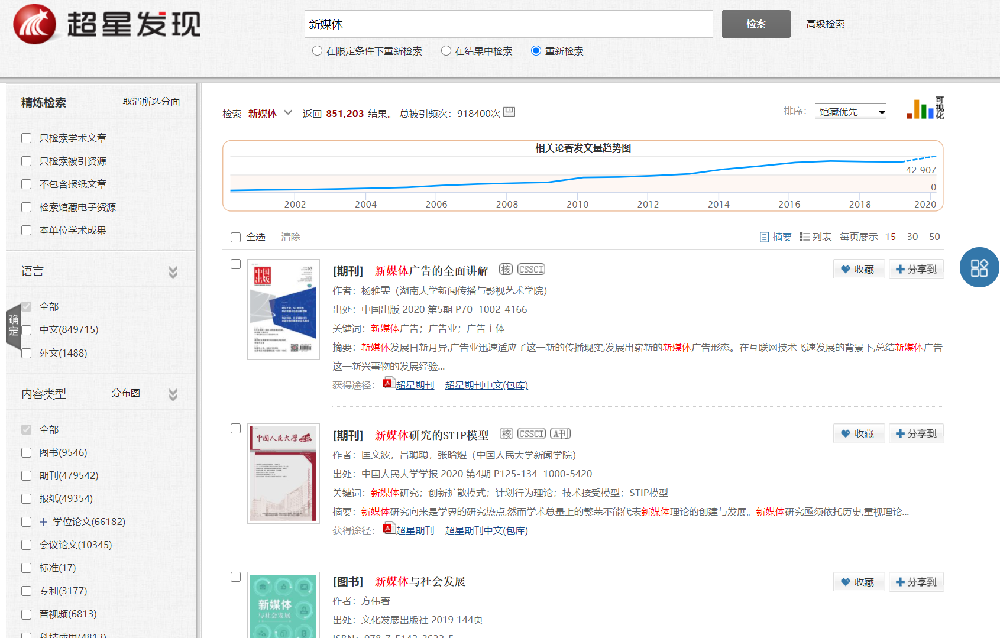 超星发现
新媒体
检索
高级检索
在限定条件下重新检索
在结果中检索
重新检索
精炼检索
取消所选分面
只检索学术文章
只检索被引资源
不包含报纸文章
检索馆藏电子资源
本单位学术成果
语言
全部
中文(849715)
外文(1488)
确定
内容类型
分布图
全部
图书(9546)
期刊(479542)
报纸(49354)
学位论文(66182)
会议论文(10345)
标准(17)
专利(3177)
音视频(6813)
科技成果(4813)
检索 新媒体 返回 851,203 结果。 总被引频次：918400次
排序：
馆藏优先
可视化
相关论著发文量趋势图
42 907
0
2002 2004 2006 2008 2010 2012 2014 2016 2018 2020
全选 清除
摘要 列表 每页展示 15 30 50
[期刊] 新媒体广告的全面讲解 核 CSSCI
收藏 分享到
作者：杨雅雯（湖南大学新闻传播与影视艺术学院）
出处：中国出版 2020 第5期 P70 1002-4166
关键词：新媒体广告；广告业；广告主体
摘要：新媒体发展日新月异,广告业迅速适应了这一新的传播现实,发展出崭新的新媒体广告形态。在互联网技术飞速发展的背景下,总结新媒体广告
这一新兴事物的发展经验...
获得途径： 超星期刊 超星期刊中文(包库)
中国出版
05
[期刊] 新媒体研究的STIP模型 核 CSSCI A刊
收藏 分享到
作者：匡文波，吕聪聪，张晗煜（中国人民大学新闻学院）
出处：中国人民大学学报 2020 第4期 P125-134 1000-5420
关键词：新媒体研究；创新扩散模式；计划行为理论；技术接受模型；STIP模型
摘要：新媒体研究向来是学界的研究热点,然而学术总量上的繁荣不能代表新媒体理论的创建与发展。新媒体研究亟须依托历史,重视理论...
获得途径： 超星期刊 超星期刊中文(包库)
中国人民大学学报
[图书] 新媒体与社会发展
收藏 分享到
作者：方伟著
出处：文化发展出版社 2019 144页
ISBN：978-7-5142-2622-5
新媒体
与社会发展